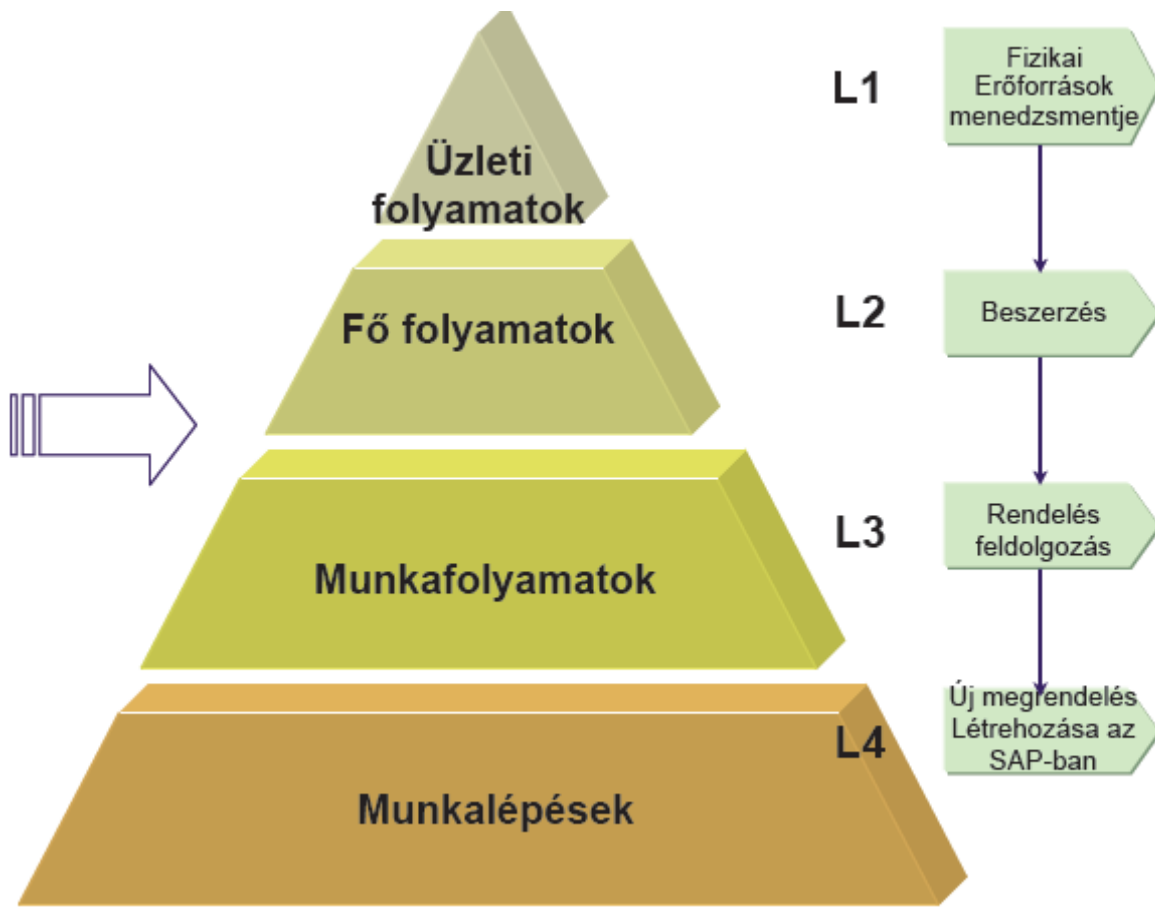 Üzleti
folyamatok
L1
Fizikai
Erőforrások
menedzsmentje
Fő folyamatok
L2
Beszerzés
Munkafolyamatok
L3
Rendelés
feldolgozás
Munkalépések
L4
Új megrendelés
Létrehozása az
SAP-ban